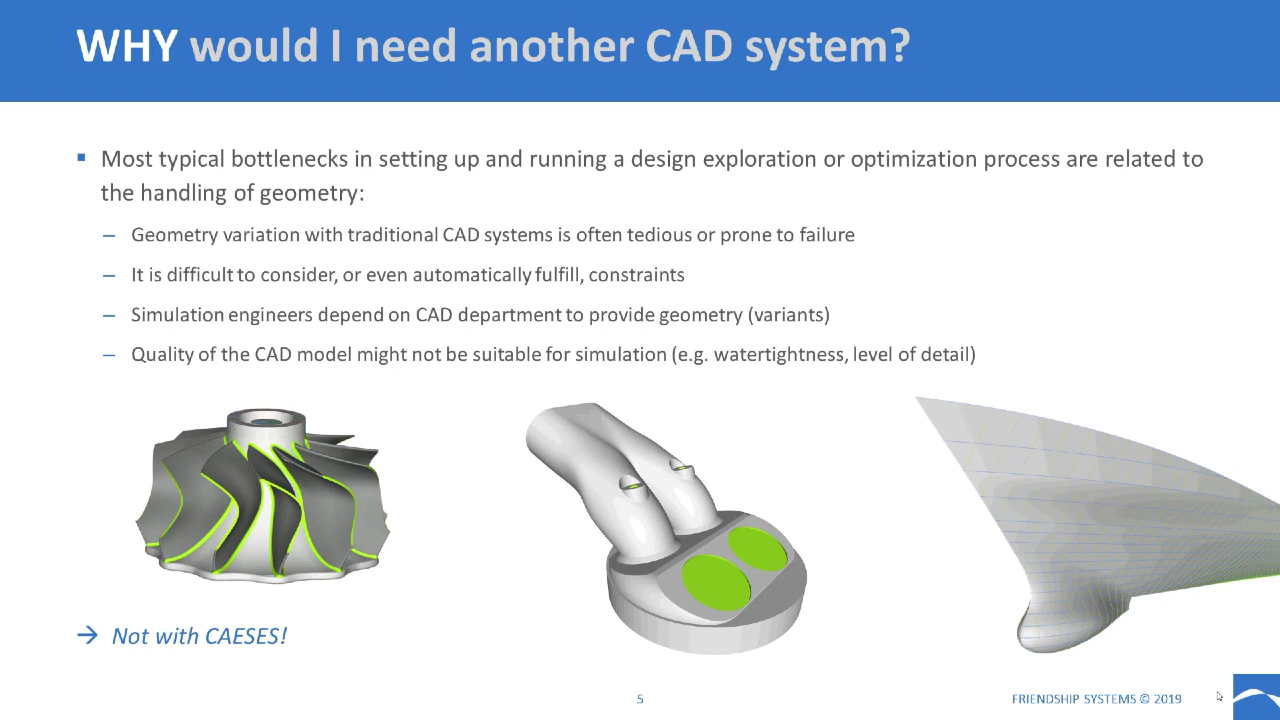 WHY would I need another CAD system?
▪ Most typical bottlenecks in setting up and running a design exploration or optimization process are related to
the handling of geometry:
– Geometry variation with traditional CAD systems is often tedious or prone to failure
– It is difficult to consider, or even automatically fulfill, constraints
– Simulation engineers depend on CAD department to provide geometry (variants)
– Quality of the CAD model might not be suitable for simulation (e.g. watertightness, level of detail)
→ Not with CAESES!
5
FRIENDSHIP SYSTEMS © 2019